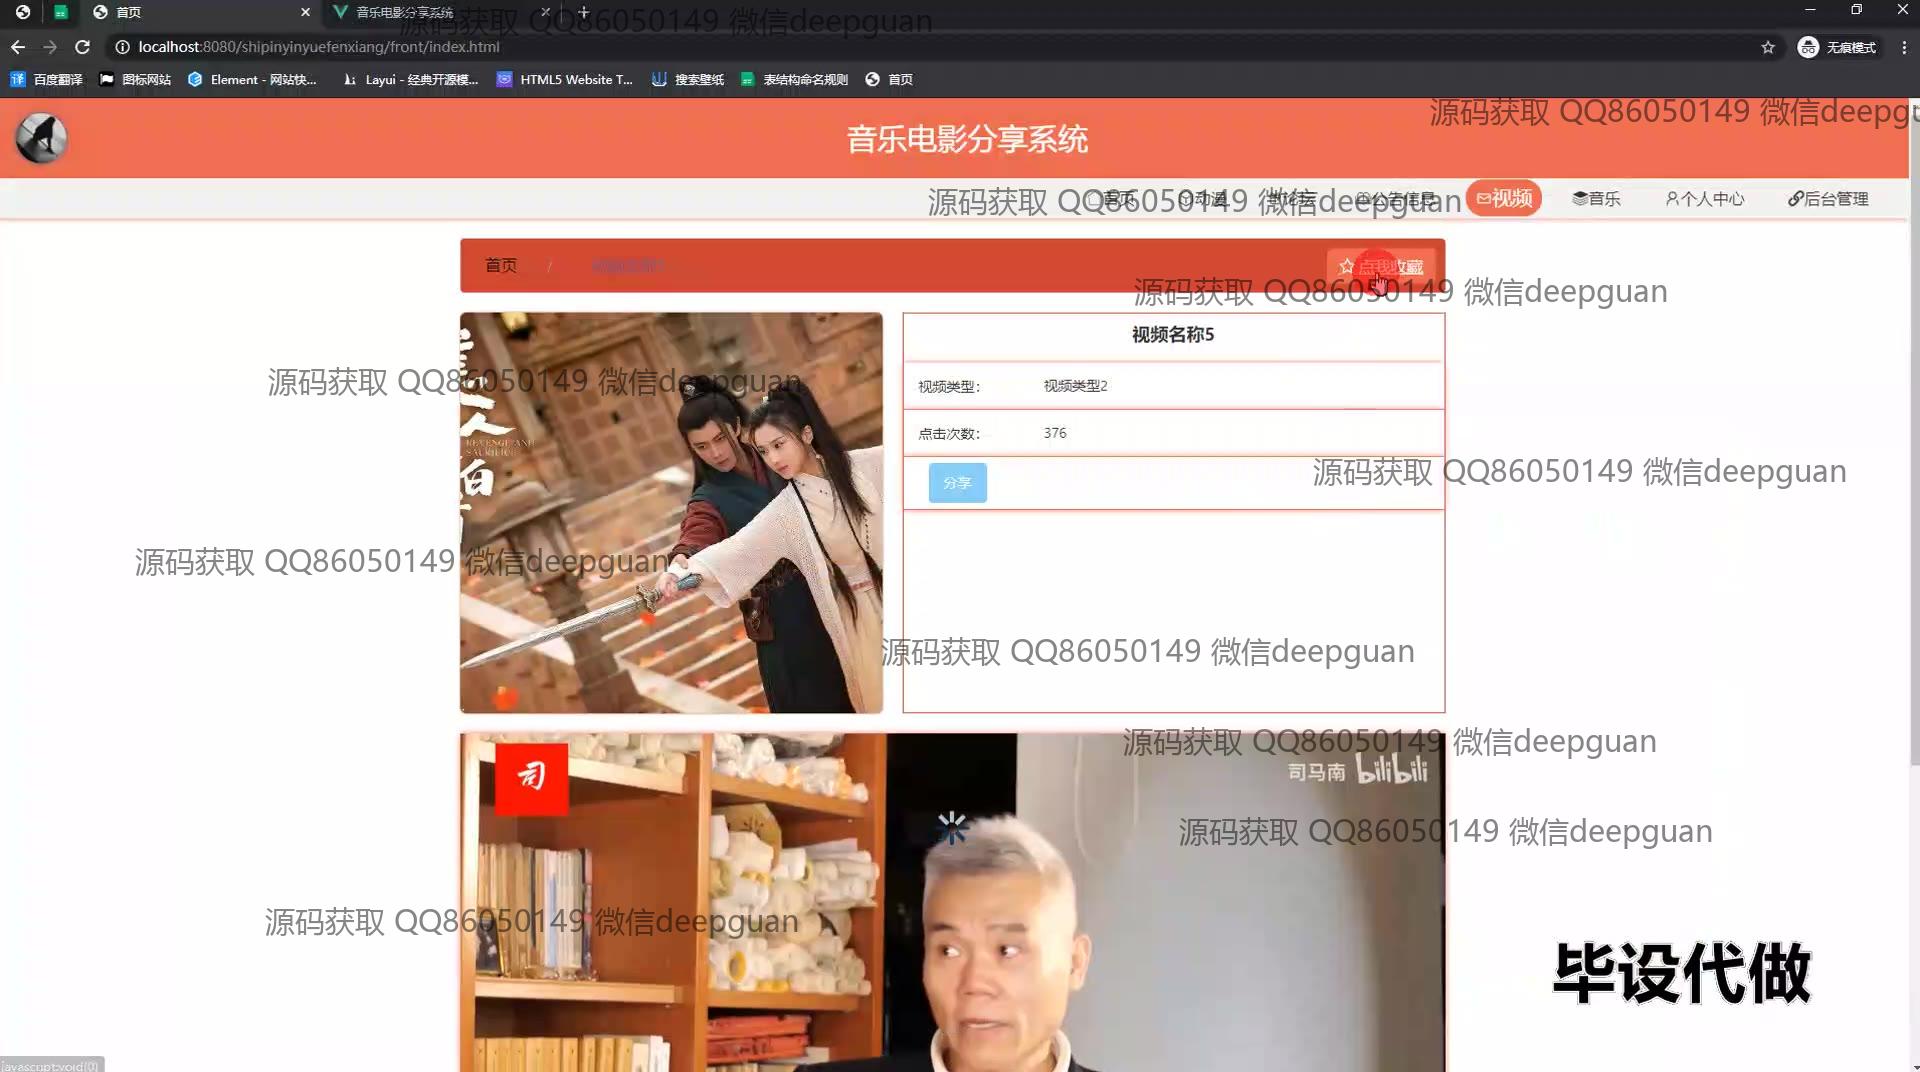 首页
音乐电影分享系统
localhost:8080/shipinyinyuefenxiang/front/index.html
无痕模式
百度翻译
图标网站
Element - 网站快...
Layui - 经典开源模...
HTML5 Website T...
搜索壁纸
表结构命名规则
首页
源码获取 QQ86050149 微信deepguan
音乐电影分享系统
源码获取 QQ86050149 微信deepgu
首页
动漫
论坛
公告信息
视频
音乐
个人中心
后台管理
源码获取 QQ86050149 微信deepguan
首页
/
点我收藏
源码获取 QQ86050149 微信deepguan
视频名称5
视频类型：
视频类型2
点击次数：
376
分享
源码获取 QQ86050149 微信deepguan
REVENGE AND
源码获取 QQ86050149 微信deepguan
源码获取 QQ86050149 微信deepguan
源码获取 QQ86050149 微信deepguan
源码获取 QQ86050149 微信deepguan
司
司马南 bilibili
源码获取 QQ86050149 微信deepguan
源码获取 QQ86050149 微信deepguan
毕设代做
javascript:void(0)